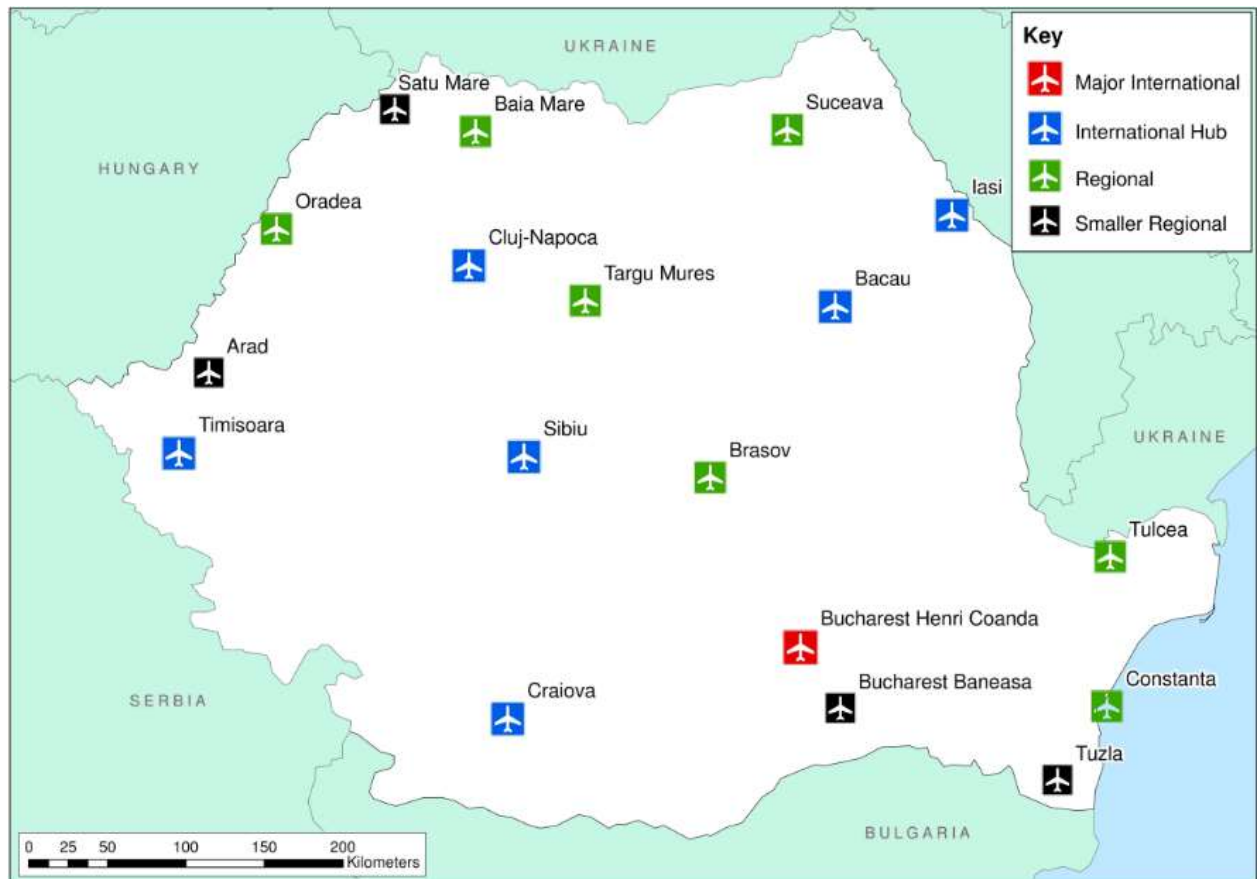 UKRAINE
Key
Major International
International Hub
Regional
Smaller Regional
Satu Mare
Baia Mare
Suceava
HUNGARY
Oradea
Iasi
Cluj-Napoca
Targu Mures
Bacau
Arad
Timisoara
Sibiu
Brasov
UKRAINE
Tulcea
Bucharest Henri Coanda
Bucharest Baneasa
Constanta
SERBIA
Craiova
Tuzla
BULGARIA
0 25 50 100 150 200
Kilometers